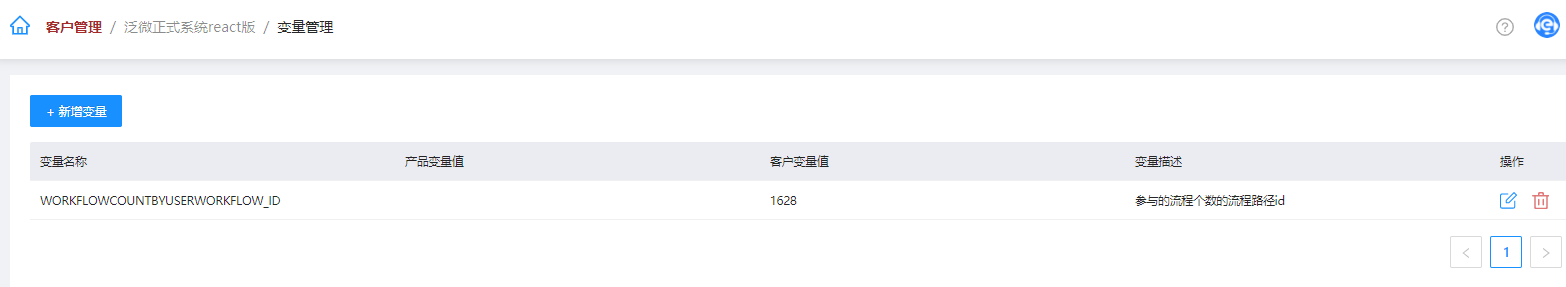 客户管理 / 泛微正式系统react版 / 变量管理
+ 新增变量
变量名称 产品变量值 客户变量值 变量描述 操作
WORKFLOWCOUNTBYUSERWORKFLOW_ID 1628 参与的流程个数的流程路径id
< 1 >